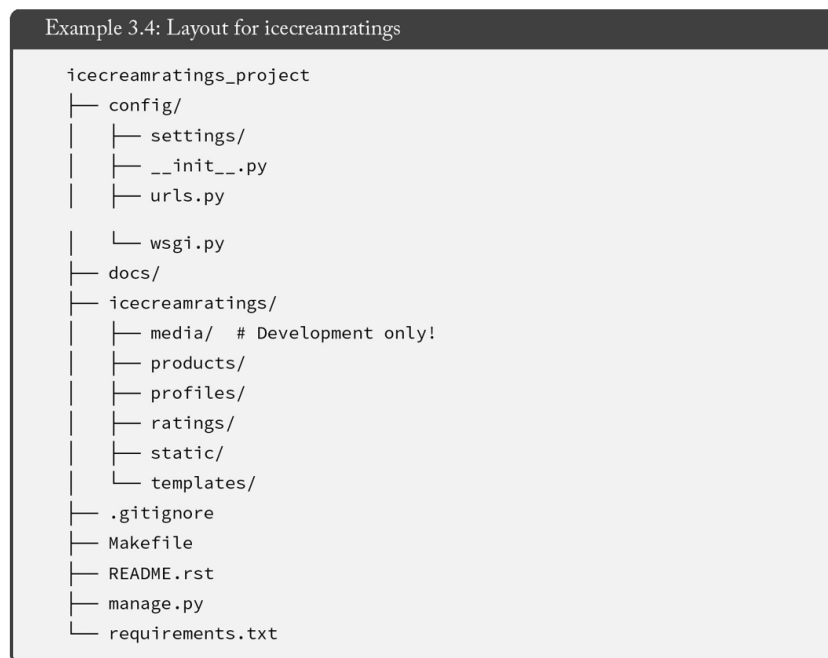 Example 3.4: Layout for icecreamratings
icecreamratings_project
├── config/
│   ├── settings/
│   ├── __init__.py
│   ├── urls.py
│   └── wsgi.py
├── docs/
├── icecreamratings/
│   ├── media/  # Development only!
│   ├── products/
│   ├── profiles/
│   ├── ratings/
│   ├── static/
│   └── templates/
├── .gitignore
├── Makefile
├── README.rst
├── manage.py
└── requirements.txt